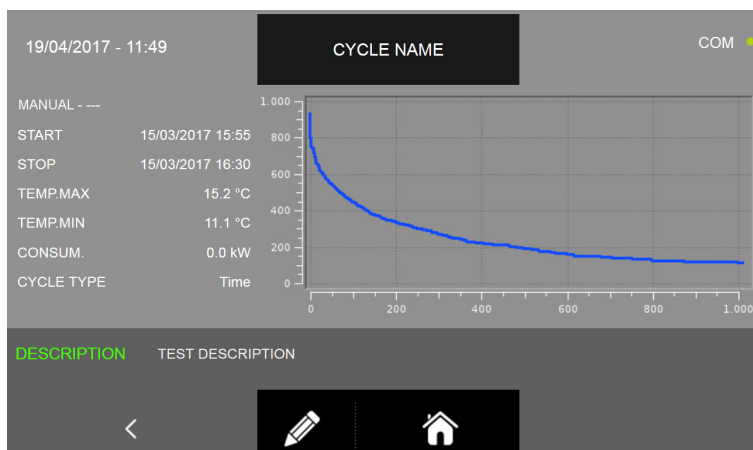 19/04/2017 - 11:49
CYCLE NAME
COM
MANUAL - ---
START 15/03/2017 15:55
STOP 15/03/2017 16:30
TEMP.MAX 15.2 °C
TEMP.MIN 11.1 °C
CONSUM. 0.0 kW
CYCLE TYPE Time
1.000
800
600
400
200
0
0 200 400 600 800 1.000
DESCRIPTION TEST DESCRIPTION